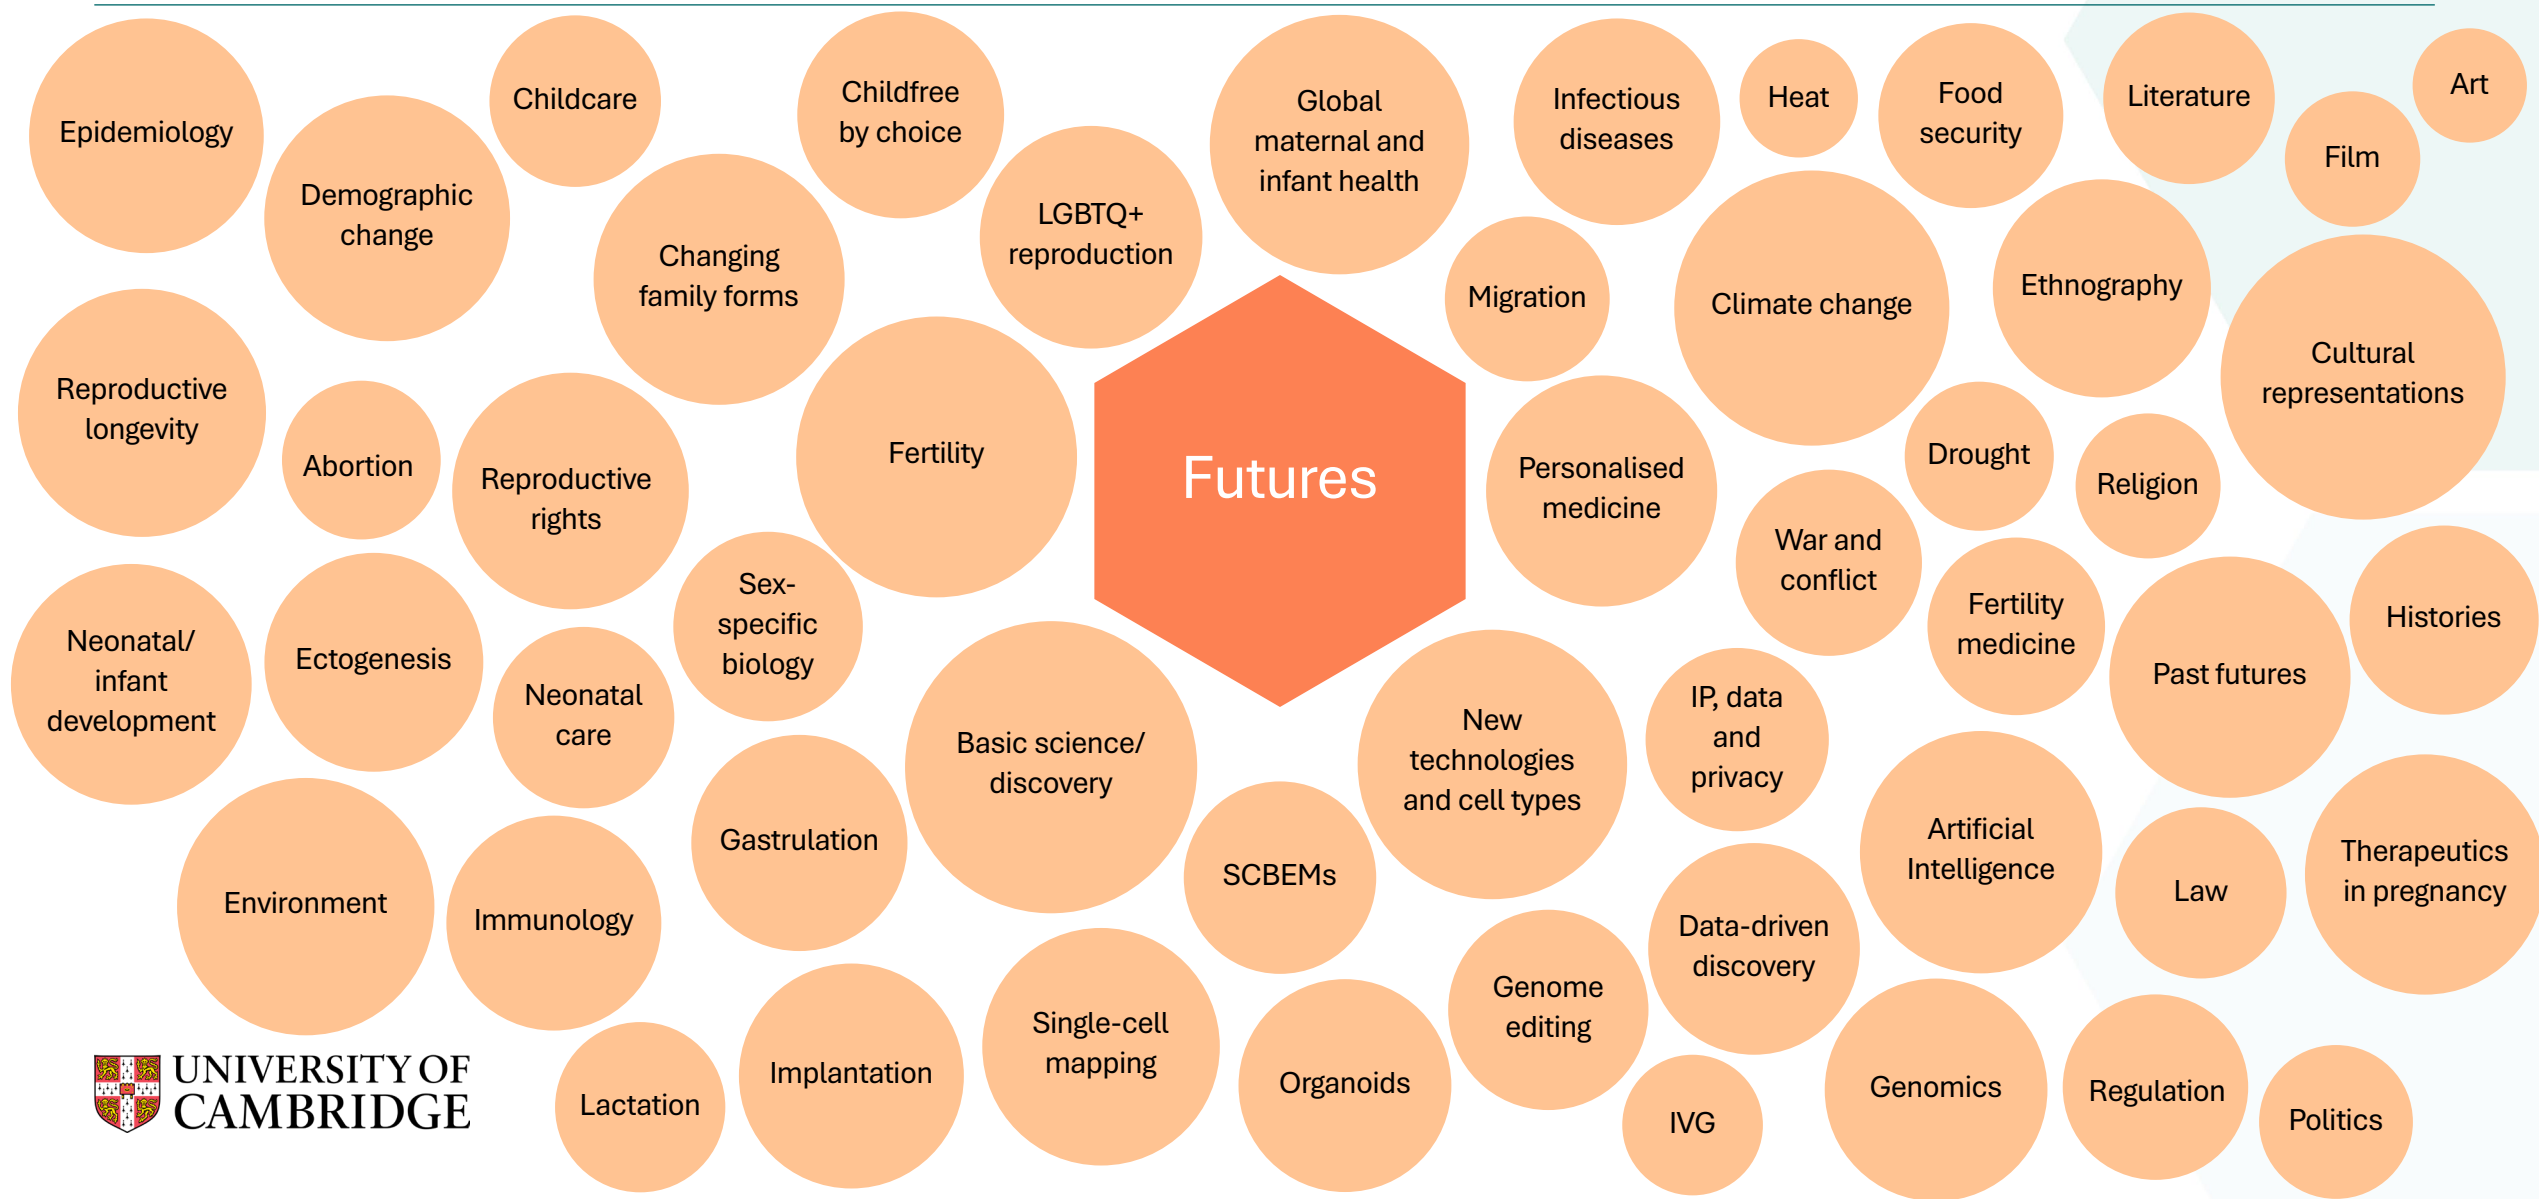 Epidemiology
Demographic
change
Childcare
Changing
family forms
Childfree
by choice
LGBTQ+
reproduction
Global
maternal and
infant health
Infectious
diseases
Heat
Food
security
Literature
Film
Art
Migration
Climate change
Ethnography
Cultural
representations
Reproductive
longevity
Abortion
Reproductive
rights
Fertility
Futures
Personalised
medicine
Drought
Religion
War and
conflict
Fertility
medicine
Past futures
Histories
Neonatal/
infant
development
Ectogenesis
Neonatal
care
Sex-
specific
biology
Basic science/
discovery
New
technologies
and cell types
IP, data
and
privacy
Artificial
Intelligence
Law
Therapeutics
in pregnancy
Environment
Immunology
Gastrulation
SCBEMs
Data-driven
discovery
Genome
editing
Single-cell
mapping
Organoids
Implantation
Lactation
IVG
Genomics
Regulation
Politics
UNIVERSITY OF
CAMBRIDGE